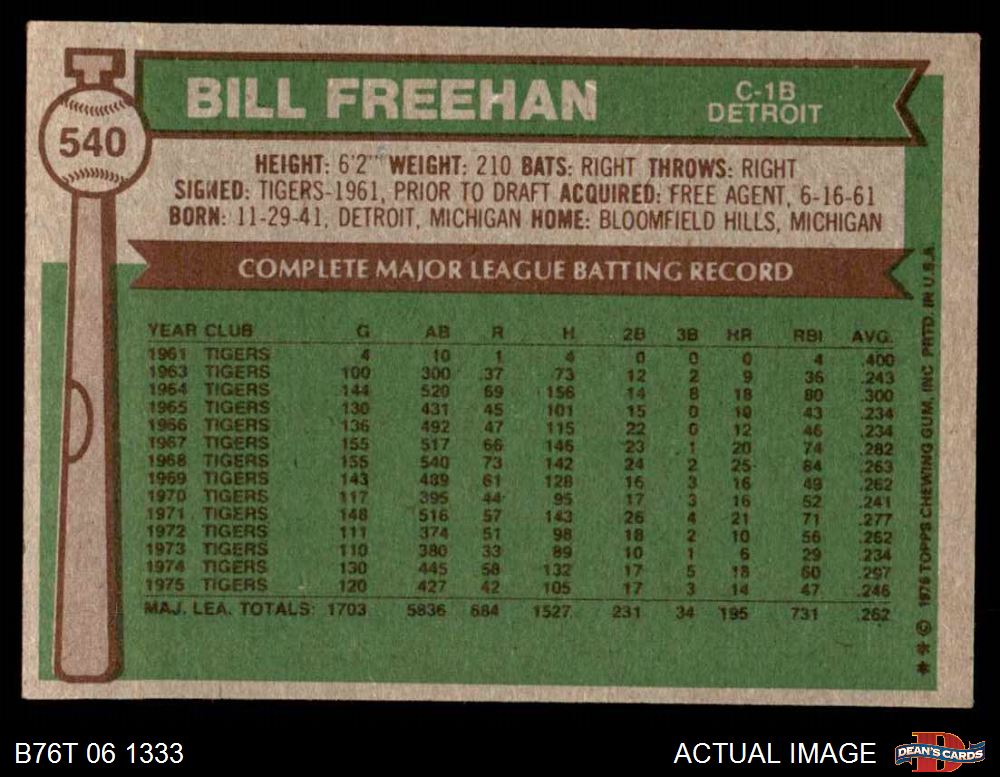 540
BILL FREEHAN
C-1B
DETROIT
HEIGHT: 6'2" WEIGHT: 210 BATS: RIGHT THROWS: RIGHT
SIGNED: TIGERS-1961, PRIOR TO DRAFT ACQUIRED: FREE AGENT, 6-16-61
BORN: 11-29-41, DETROIT, MICHIGAN HOME: BLOOMFIELD HILLS, MICHIGAN
COMPLETE MAJOR LEAGUE BATTING RECORD
YEAR CLUB G AB R H 2B 3B HR RBI AVG.
1961 TIGERS 4 10 1 4 0 0 0 4 .400
1963 TIGERS 100 300 37 73 12 2 9 36 .243
1964 TIGERS 144 520 69 156 14 8 18 80 .300
1965 TIGERS 130 431 45 101 15 0 10 43 .234
1966 TIGERS 136 492 47 115 22 0 12 46 .234
1967 TIGERS 155 517 66 146 23 1 20 74 .282
1968 TIGERS 155 540 73 142 24 2 25 84 .263
1969 TIGERS 143 489 61 128 16 3 16 49 .262
1970 TIGERS 117 395 44 95 17 3 16 52 .241
1971 TIGERS 148 516 57 143 26 4 21 71 .277
1972 TIGERS 111 374 51 98 18 2 10 56 .262
1973 TIGERS 110 380 33 89 10 1 6 29 .234
1974 TIGERS 130 445 58 132 17 5 18 60 .297
1975 TIGERS 120 427 42 105 17 3 14 47 .246
MAJ. LEA. TOTALS: 1703 5836 684 1527 231 34 195 731 .262
** © 1976 TOPPS CHEWING GUM, INC. PRTD. IN U.S.A.
B76T 06 1333
ACTUAL IMAGE
D
DEAN'S CARDS